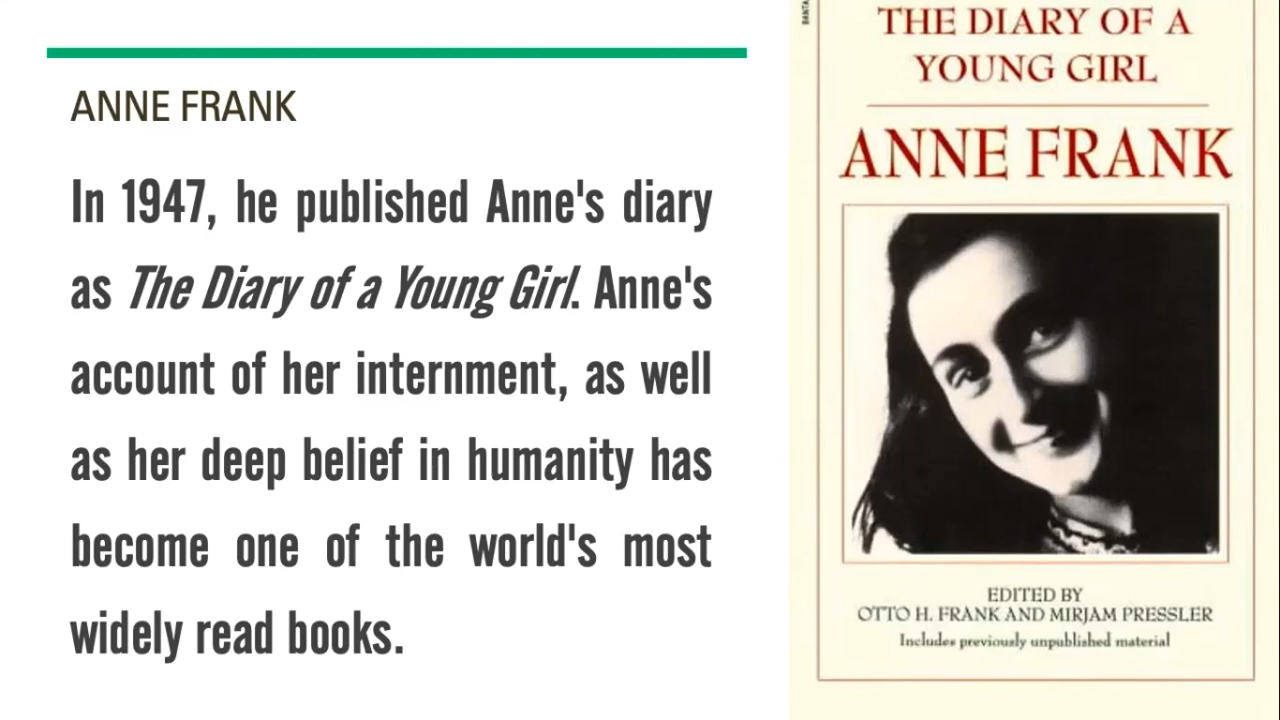 ANNE FRANK
In 1947, he published Anne's diary
as The Diary of a Young Girl. Anne's
account of her internment, as well
as her deep belief in humanity has
become one of the world's most
widely read books.
THE DIARY OF A
YOUNG GIRL
ANNE FRANK
EDITED BY
OTTO H. FRANK AND MIRJAM PRESSLER
Includes previously unpublished material